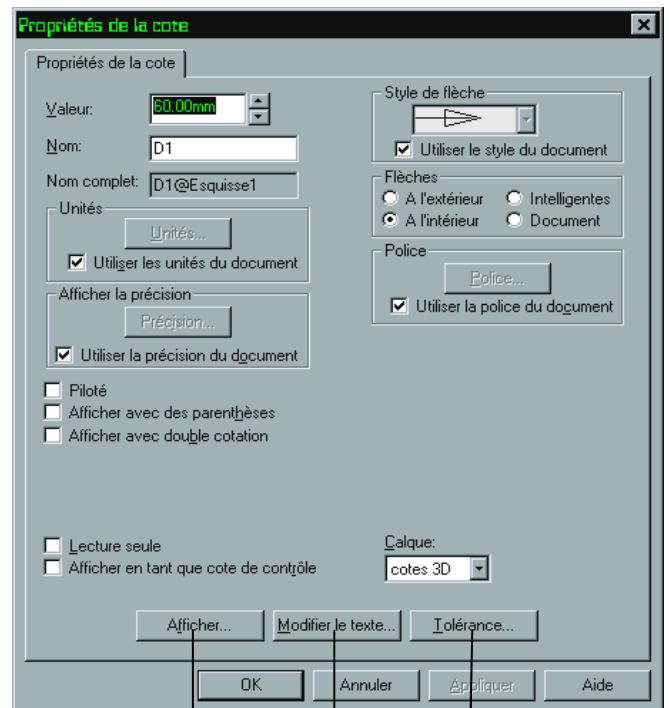 Propriétés de la cote
Propriétés de la cote
Valeur: 60.00mm
Nom: D1
Nom complet: D1@Esquisse1
Unités
Unités...
Utiliser les unités du document
Afficher la précision
Précision...
Utiliser la précision du document
Piloté
Afficher avec des parenthèses
Afficher avec double cotation
Lecture seule
Afficher en tant que cote de contrôle
Style de flèche
Utiliser le style du document
Flèches
A l'extérieur
Intelligentes
A l'intérieur
Document
Police
Police...
Utiliser la police du document
Calque:
cotes 3D
Afficher...
Modifier le texte...
Tolérance...
OK
Annuler
Appliquer
Aide